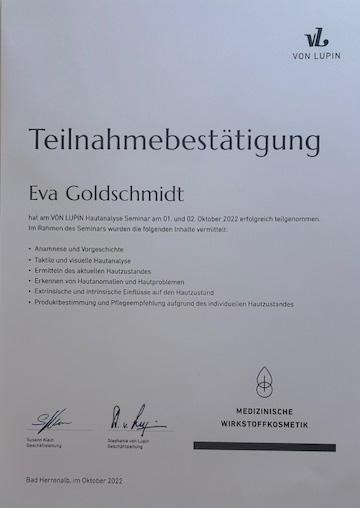 VL
VON LUPIN
Teilnahmebestätigung
Eva Goldschmidt
hat am VON LUPIN Hautanalyse Seminar am 01. und 02. Oktober 2022 erfolgreich teilgenommen.
Im Rahmen des Seminars wurden die folgenden Inhalte vermittelt:
• Anamnese und Vorgeschichte
• Taktile und visuelle Hautanalyse
• Ermitteln des aktuellen Hautzustandes
• Erkennen von Hautanomalien und Hautproblemen
• Extrinsische und intrinsische Einflüsse auf den Hautzustand
• Produktbestimmung und Pflegeempfehlung aufgrund des individuellen Hautzustandes
MEDIZINISCHE
WIRKSTOFFKOSMETIK
Susann Klein
Geschäftsleitung
Stephanie von Lupin
Geschäftsleitung
Bad Herrenalb, im Oktober 2022